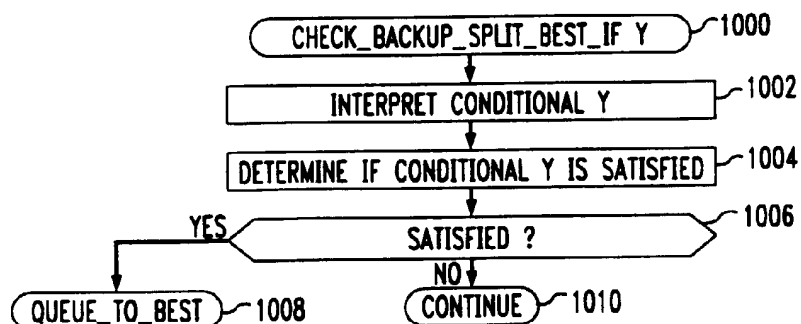 CHECK_BACKUP_SPLIT_BEST_IF Y
1000
INTERPRET CONDITIONAL Y
1002
DETERMINE IF CONDITIONAL Y IS SATISFIED
1004
SATISFIED ?
1006
YES
NO
QUEUE_TO_BEST
1008
CONTINUE
1010